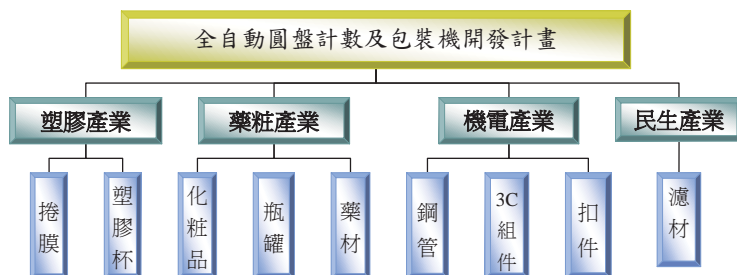 全自動圓盤計數及包裝機開發計畫
塑膠產業
藥粧產業
機電產業
民生產業
捲膜
塑膠杯
化粧品
瓶罐
藥材
鋼管
3C組件
扣件
濾材